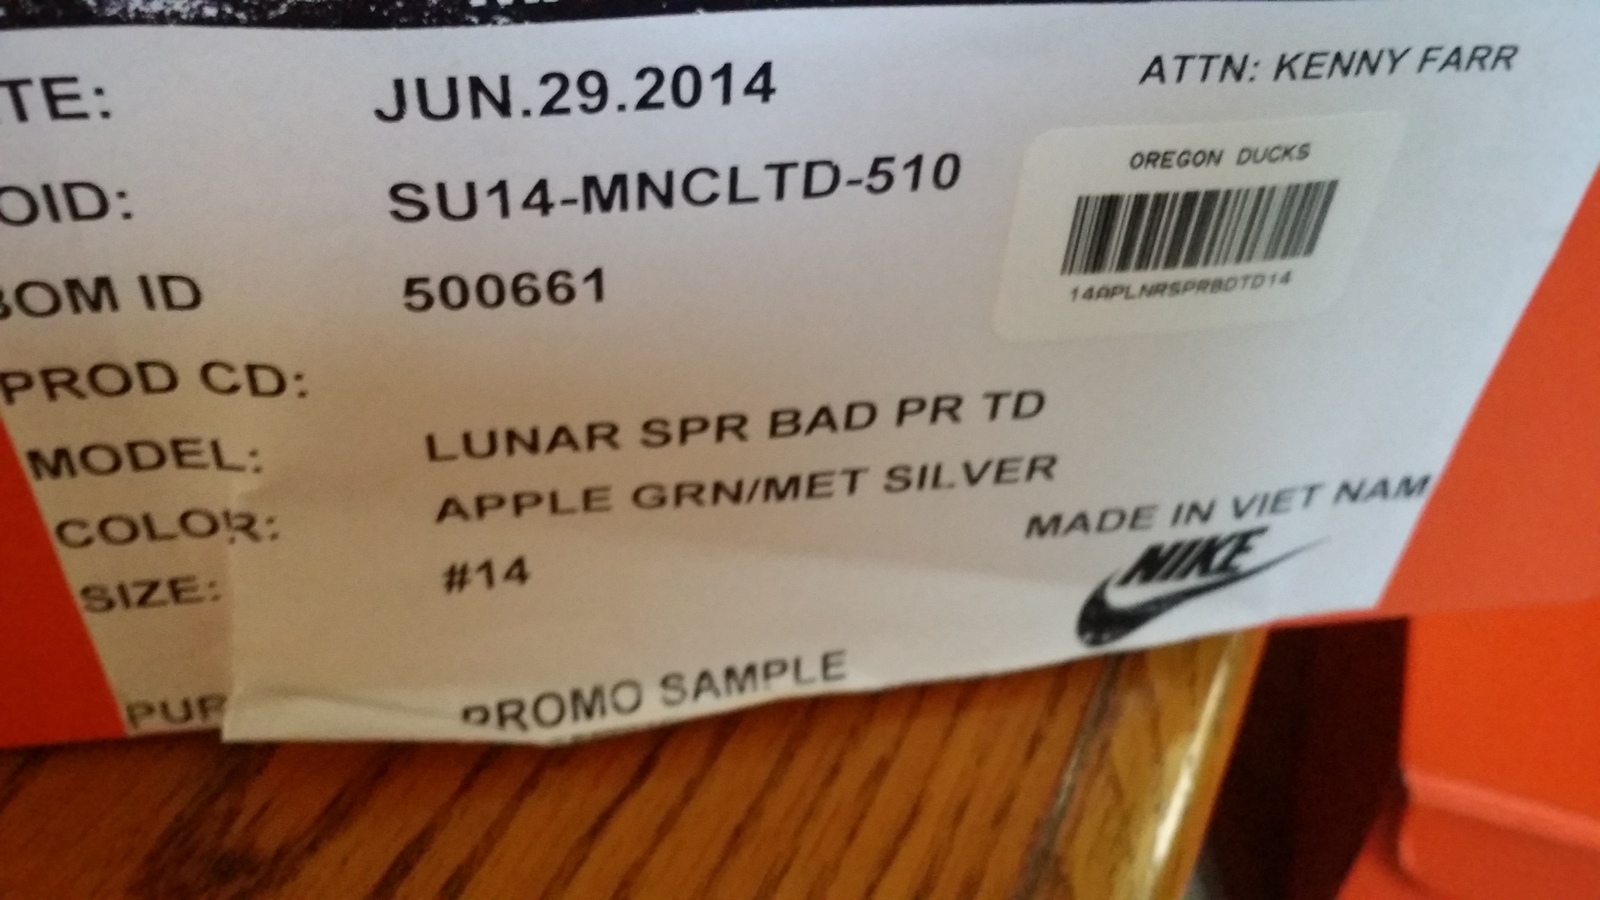 TE: JUN.29.2014
ATTN: KENNY FARR
OID: SU14-MNCLTD-510
OREGON DUCKS
14APLNRSPRBDTD14
BOM ID 500661
PROD CD:
MODEL: LUNAR SPR BAD PR TD
COLOR: APPLE GRN/MET SILVER
SIZE: #14
MADE IN VIET NAM
NIKE
PUR PROMO SAMPLE